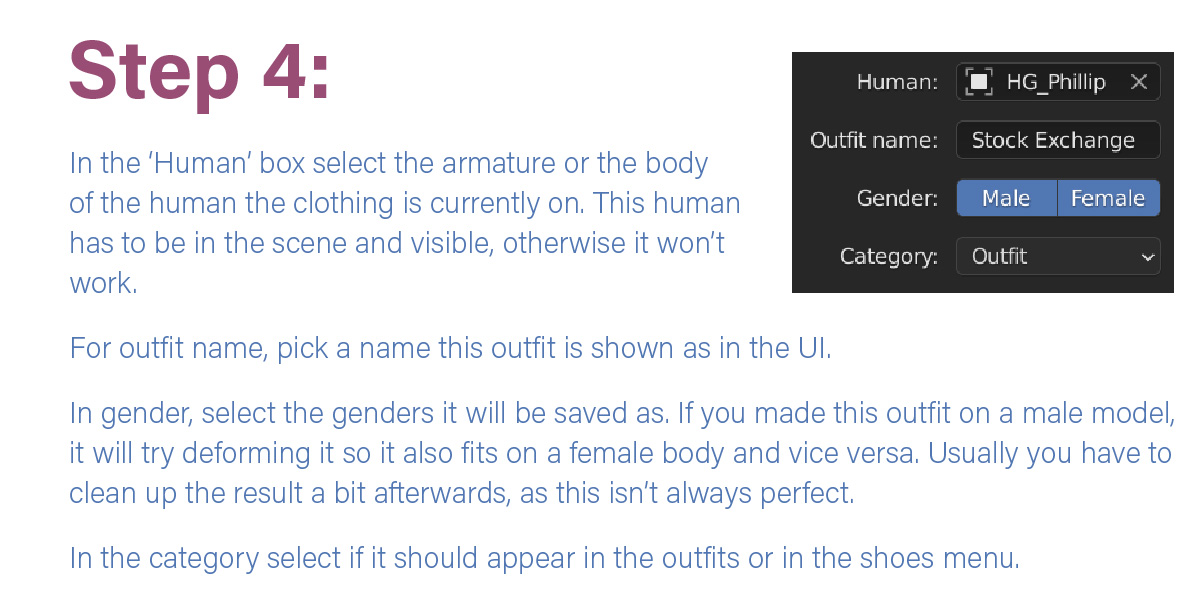 Step 4:
In the ‘Human’ box select the armature or the body
of the human the clothing is currently on. This human
has to be in the scene and visible, otherwise it won’t
work.
Human: HG_Phillip
Outfit name: Stock Exchange
Gender: Male Female
Category: Outfit
For outfit name, pick a name this outfit is shown as in the UI.
In gender, select the genders it will be saved as. If you made this outfit on a male model,
it will try deforming it so it also fits on a female body and vice versa. Usually you have to
clean up the result a bit afterwards, as this isn’t always perfect.
In the category select if it should appear in the outfits or in the shoes menu.